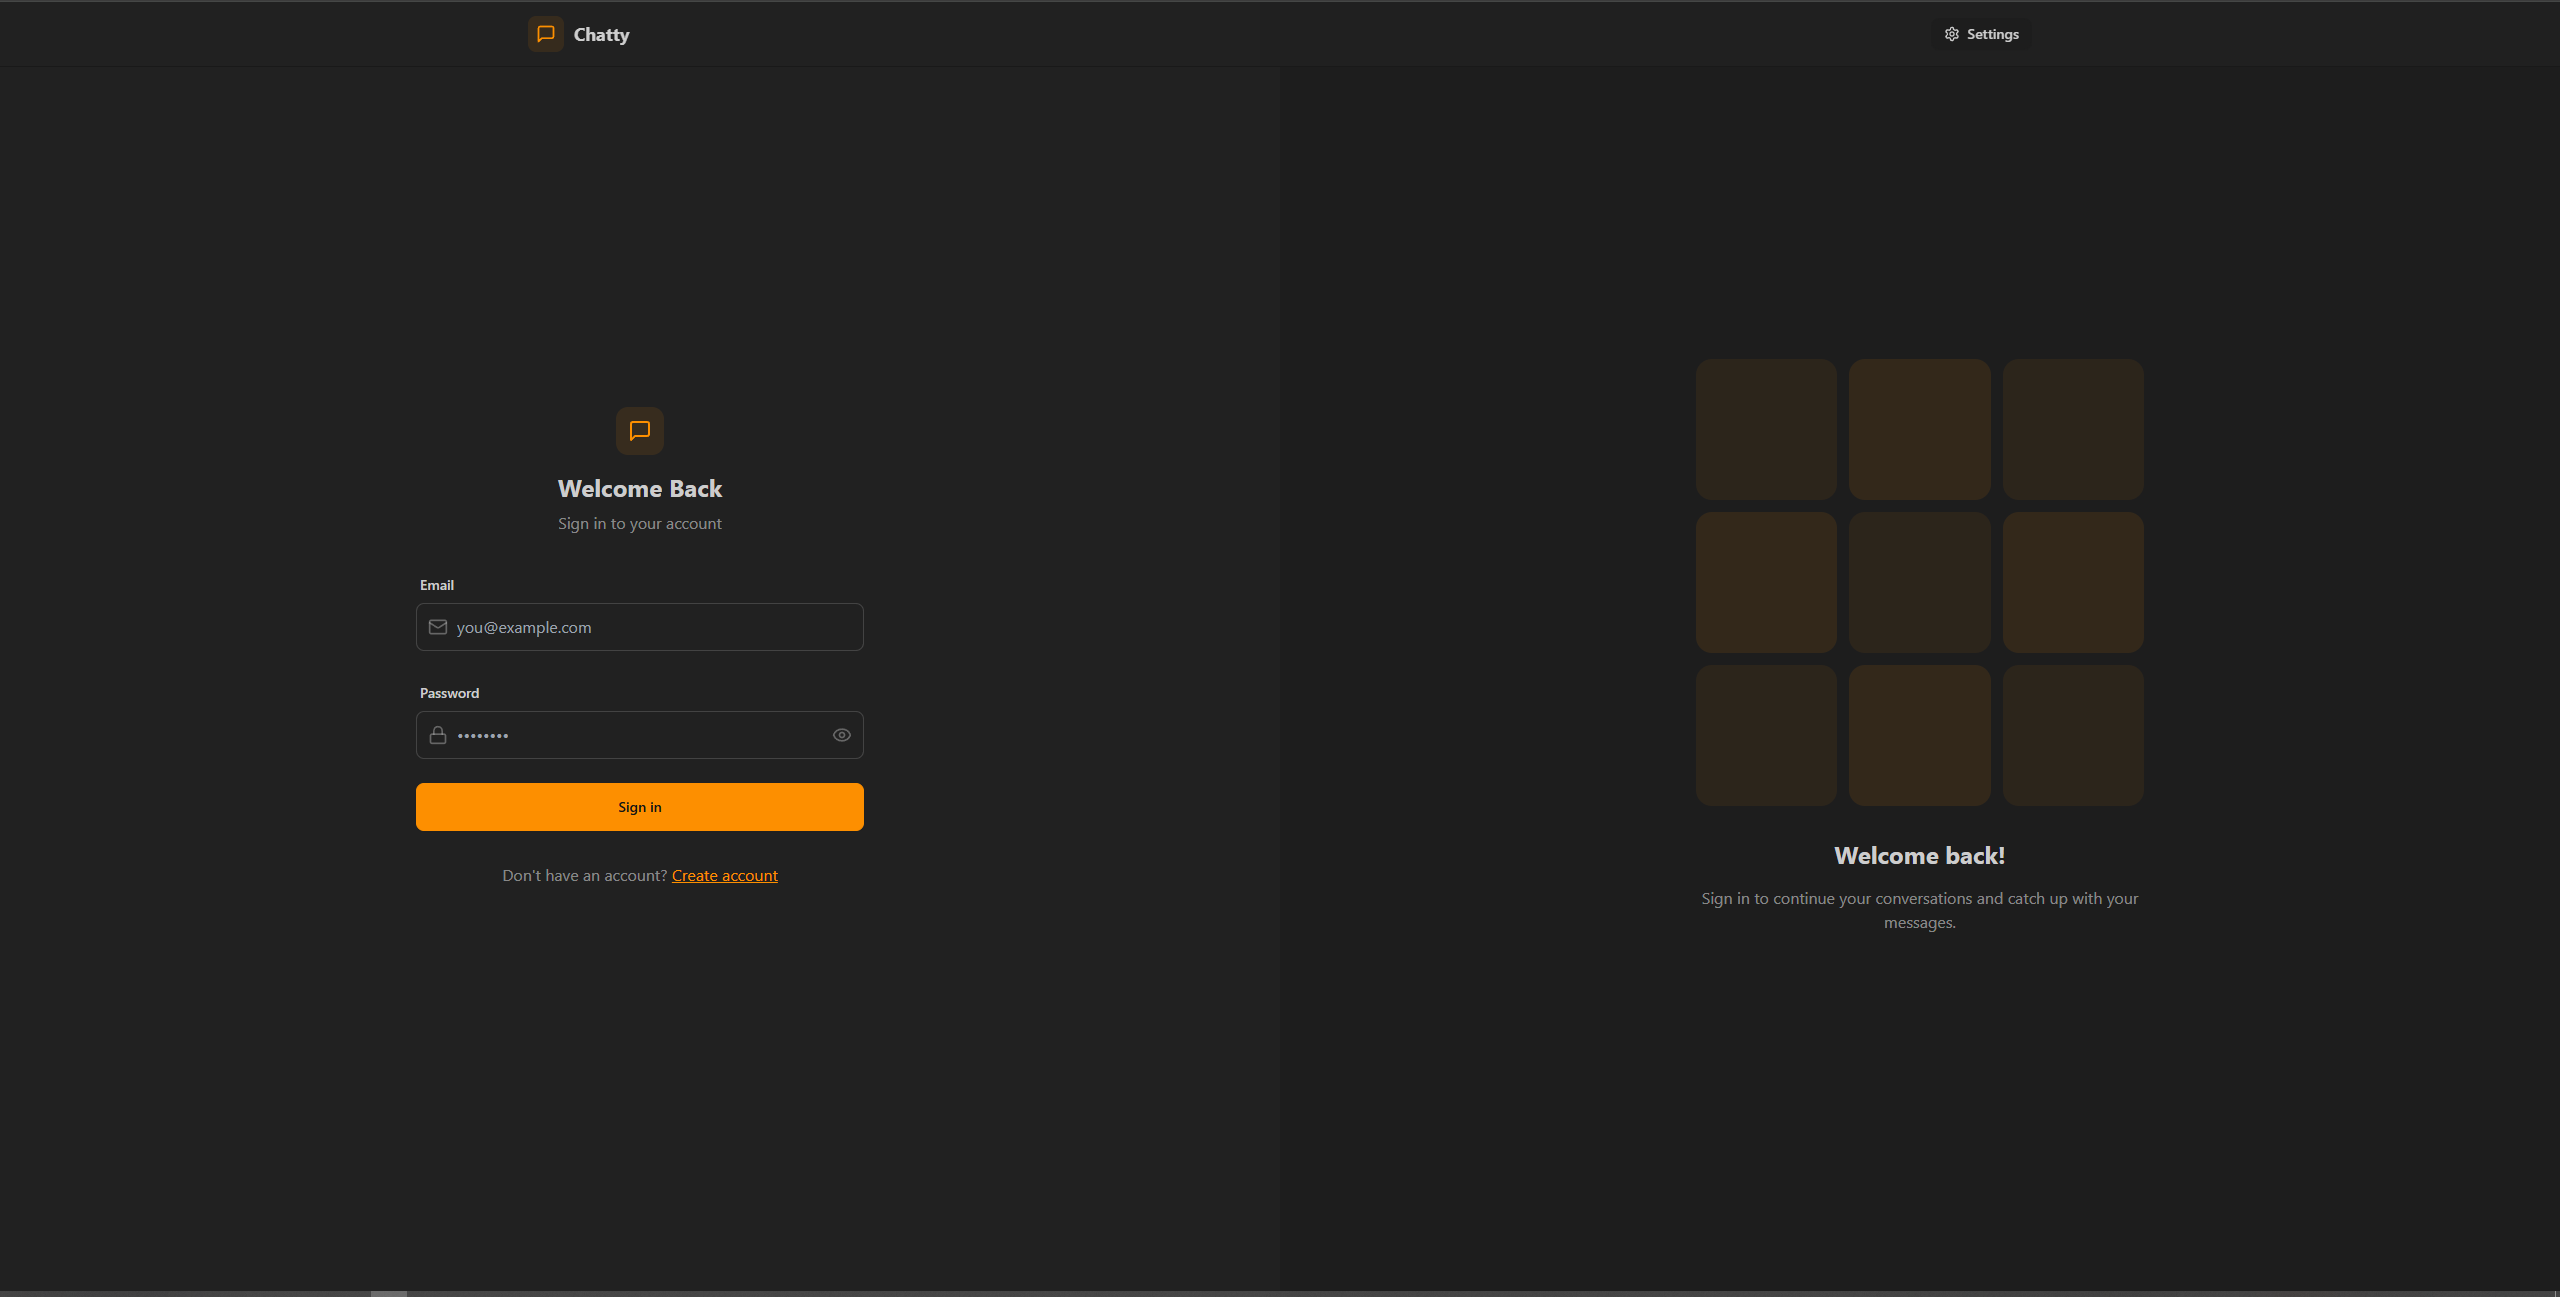 Chatty
Settings
Welcome Back
Sign in to your account
Email
you@example.com
Password
••••••••
Sign in
Don't have an account? Create account
Welcome back!
Sign in to continue your conversations and catch up with your
messages.